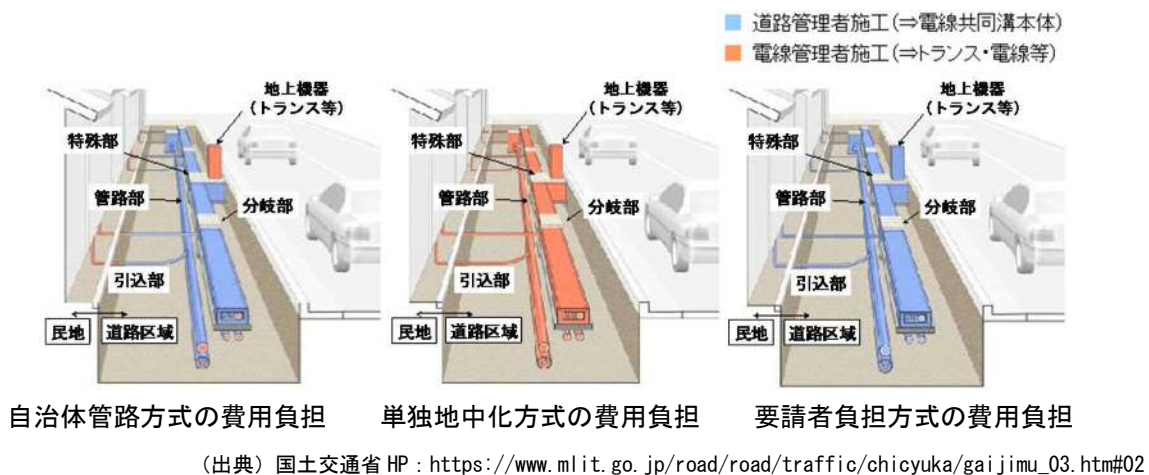 道路管理者施工(⇒電線共同溝本体)
電線管理者施工(⇒トランス・電線等)
地上機器
(トランス等)
特殊部
管路部
分岐部
引込部
民地
道路区域
地上機器
(トランス等)
特殊部
管路部
分岐部
引込部
民地
道路区域
地上機器
(トランス等)
特殊部
管路部
分岐部
引込部
民地
道路区域
自治体管路方式の費用負担
単独地中化方式の費用負担
要請者負担方式の費用負担
(出典)国土交通省 HP:https://www.mlit.go.jp/road/road/traffic/chicyuka/gaijimu_03.htm#02